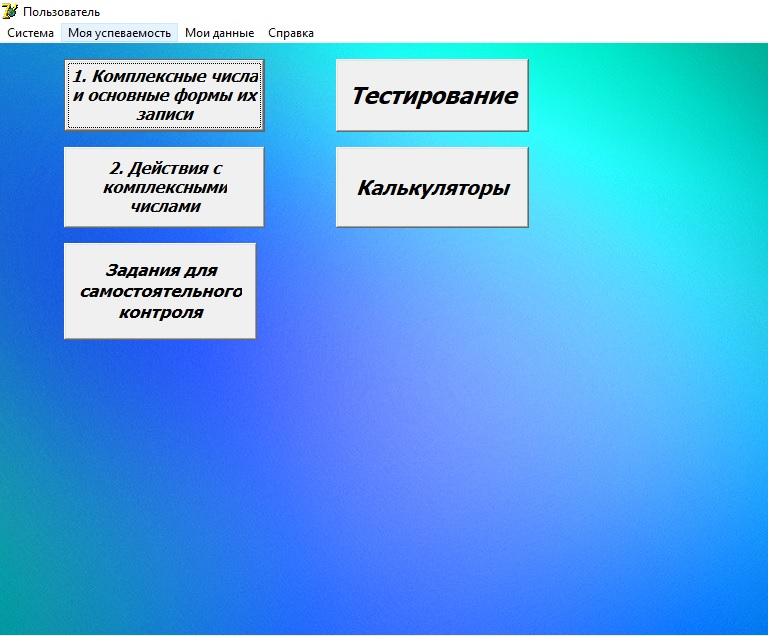 Пользователь
Система Моя успеваемость Мои данные Справка
1. Комплексные числа
и основные формы их
записи
Тестирование
2. Действия с
комплексными
числами
Калькуляторы
Задания для
самостоятельного
контроля